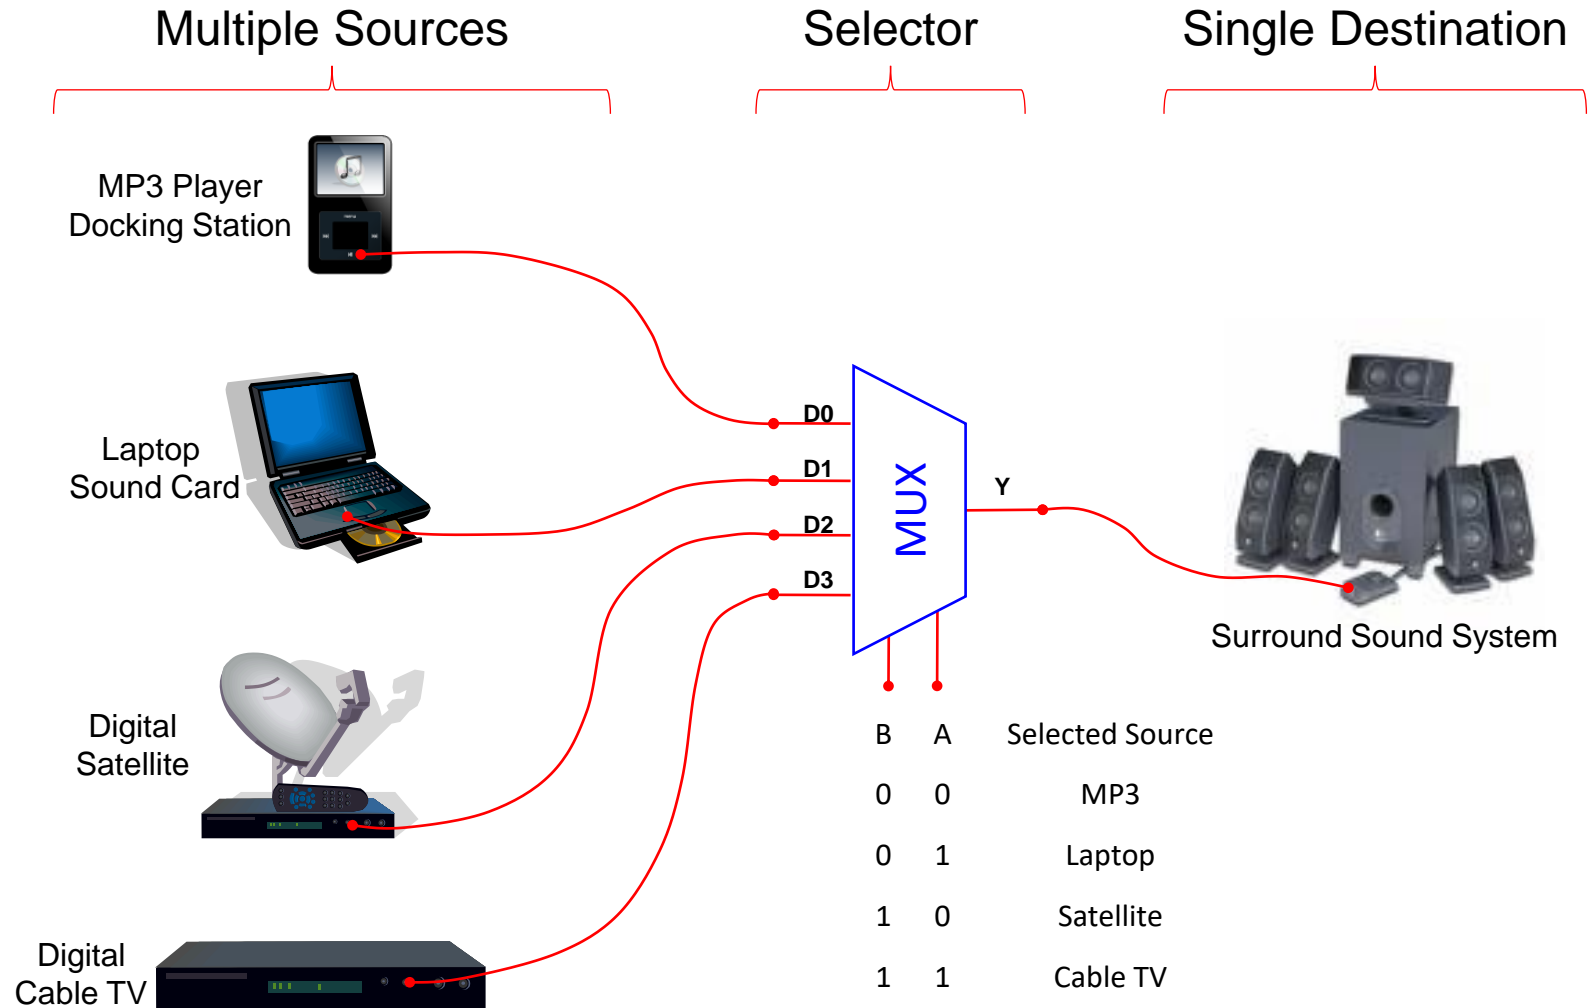 Multiple Sources
Selector
Single Destination
MP3 Player
Docking Station
Laptop
Sound Card
Digital
Satellite
Digital
Cable TV
D0
D1
D2
D3
MUX
Y
Surround Sound System
B A Selected Source
0 0 MP3
0 1 Laptop
1 0 Satellite
1 1 Cable TV